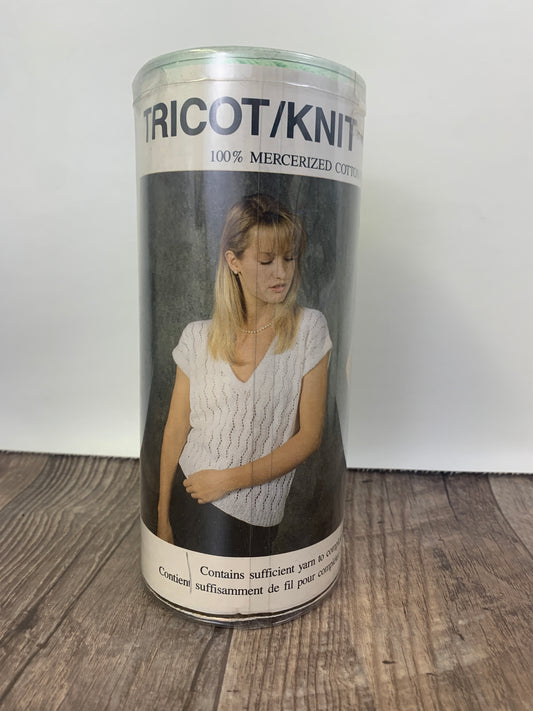 TRICOT/KNIT
100% MERCERIZED COTTON
Contains sufficient yarn to
Contient suffisamment de fil pour